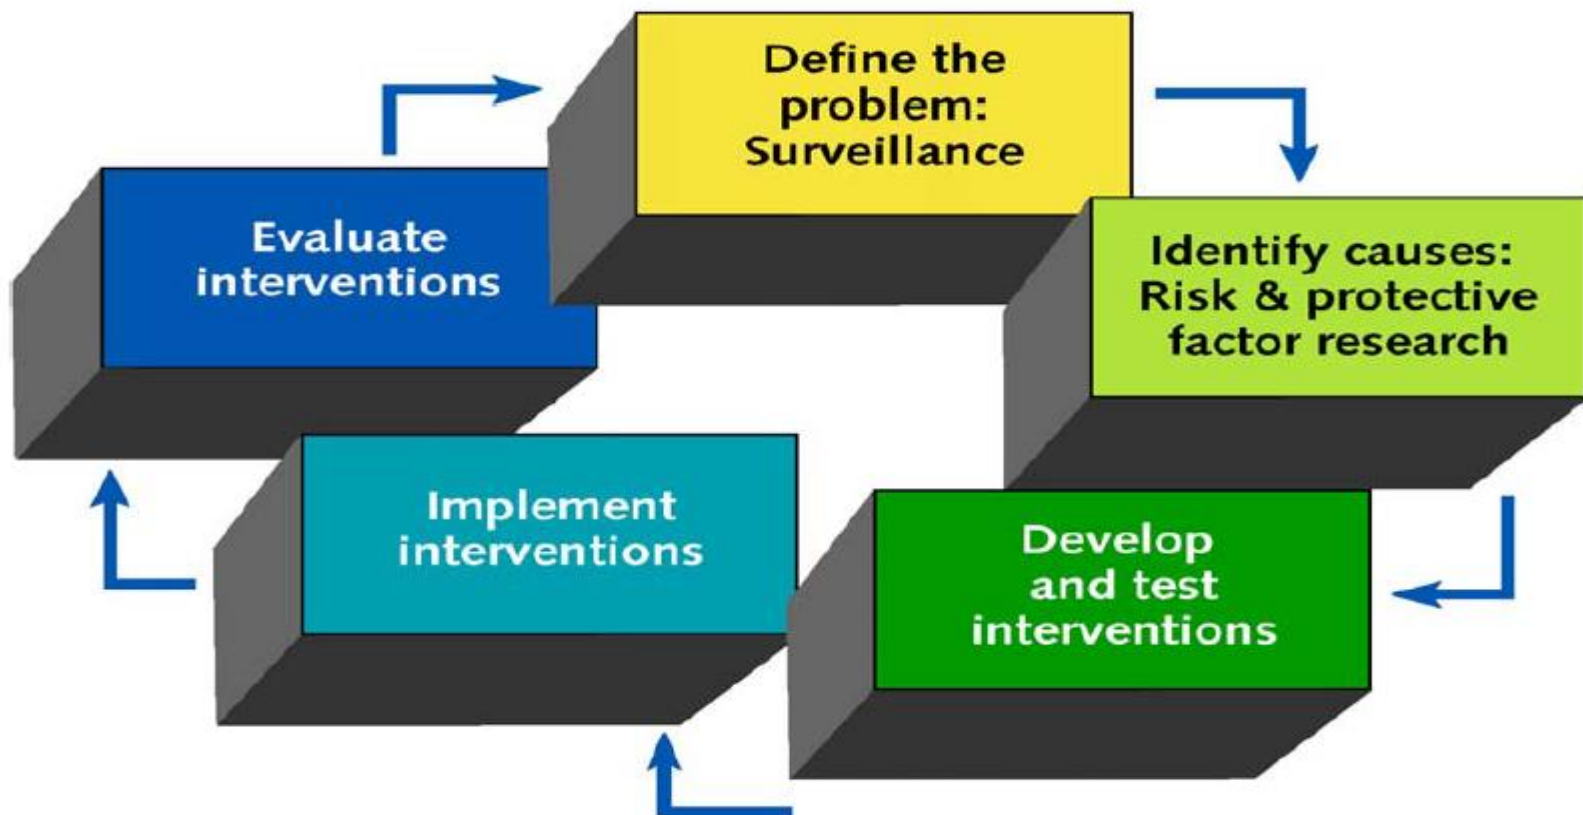 Define the
problem:
Surveillance
Identify causes:
Risk & protective
factor research
Develop
and test
interventions
Implement
interventions
Evaluate
interventions